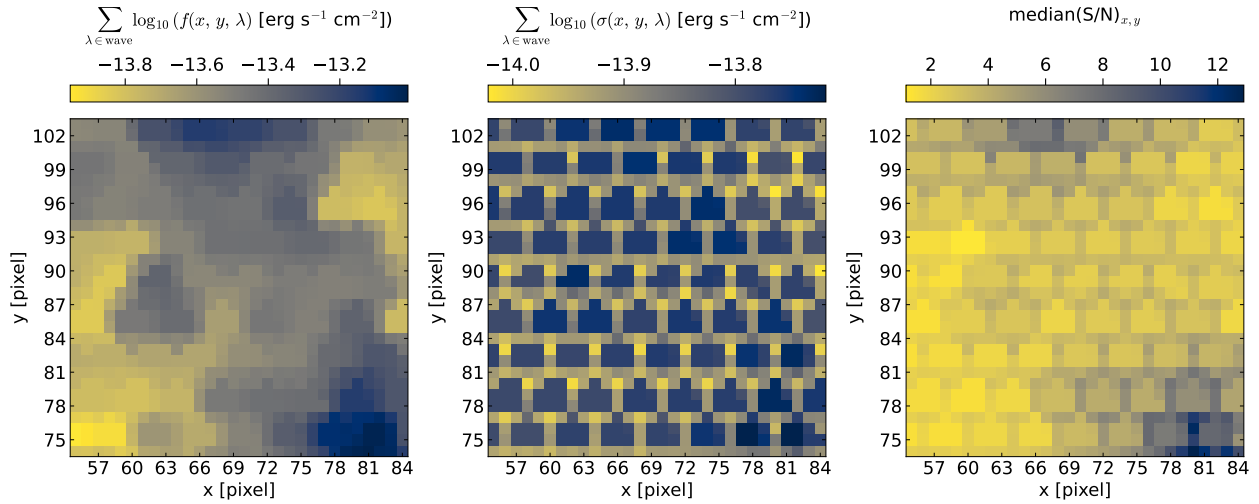 ∑ log₁₀ (f(x, y, λ) [erg s⁻¹ cm⁻²])
λ ∈ wave
−13.8 −13.6 −13.4 −13.2
102
99
96
93
90
87
84
81
78
75
y [pixel]
57 60 63 66 69 72 75 78 81 84
x [pixel]
∑ log₁₀ (σ(x, y, λ) [erg s⁻¹ cm⁻²])
λ ∈ wave
−14.0 −13.9 −13.8
102
99
96
93
90
87
84
81
78
75
y [pixel]
57 60 63 66 69 72 75 78 81 84
x [pixel]
median(S/N)ₓ,ᵧ
2 4 6 8 10 12
102
99
96
93
90
87
84
81
78
75
y [pixel]
57 60 63 66 69 72 75 78 81 84
x [pixel]